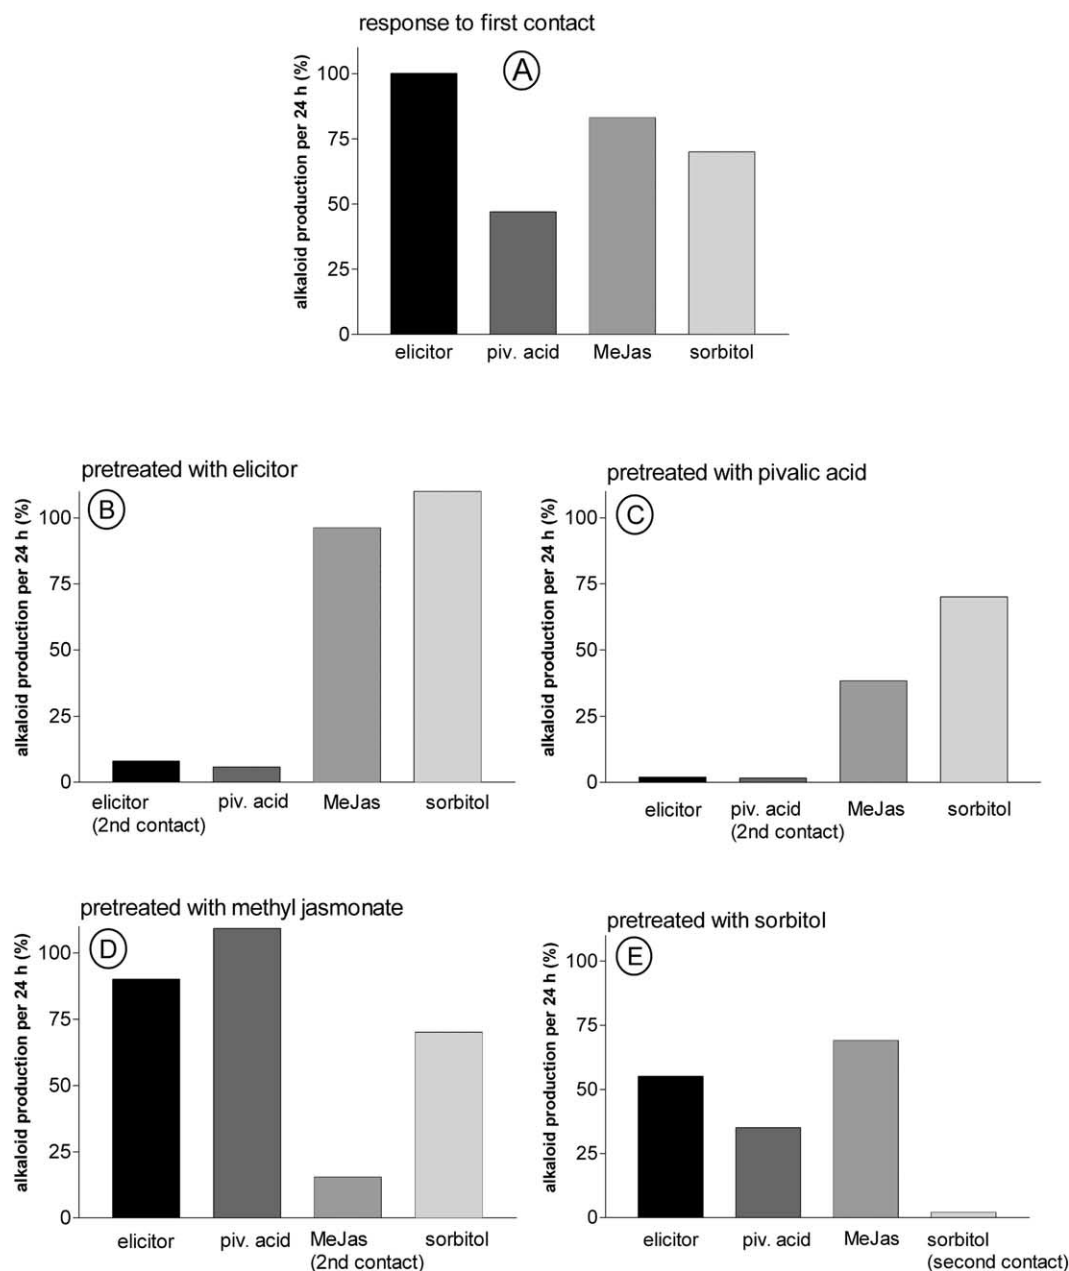 response to first contact
A
alkaloid production per 24 h (%)
100
75
50
25
0
elicitor piv. acid MeJas sorbitol
pretreated with elicitor
B
alkaloid production per 24 h (%)
100
75
50
25
0
elicitor piv. acid MeJas sorbitol
(2nd contact)
pretreated with pivalic acid
C
alkaloid production per 24 h (%)
100
75
50
25
0
elicitor piv. acid MeJas sorbitol
(2nd contact)
pretreated with methyl jasmonate
D
alkaloid production per 24 h (%)
100
75
50
25
0
elicitor piv. acid MeJas sorbitol
(2nd contact)
pretreated with sorbitol
E
alkaloid production per 24 h (%)
100
75
50
25
0
elicitor piv. acid MeJas sorbitol
(second contact)